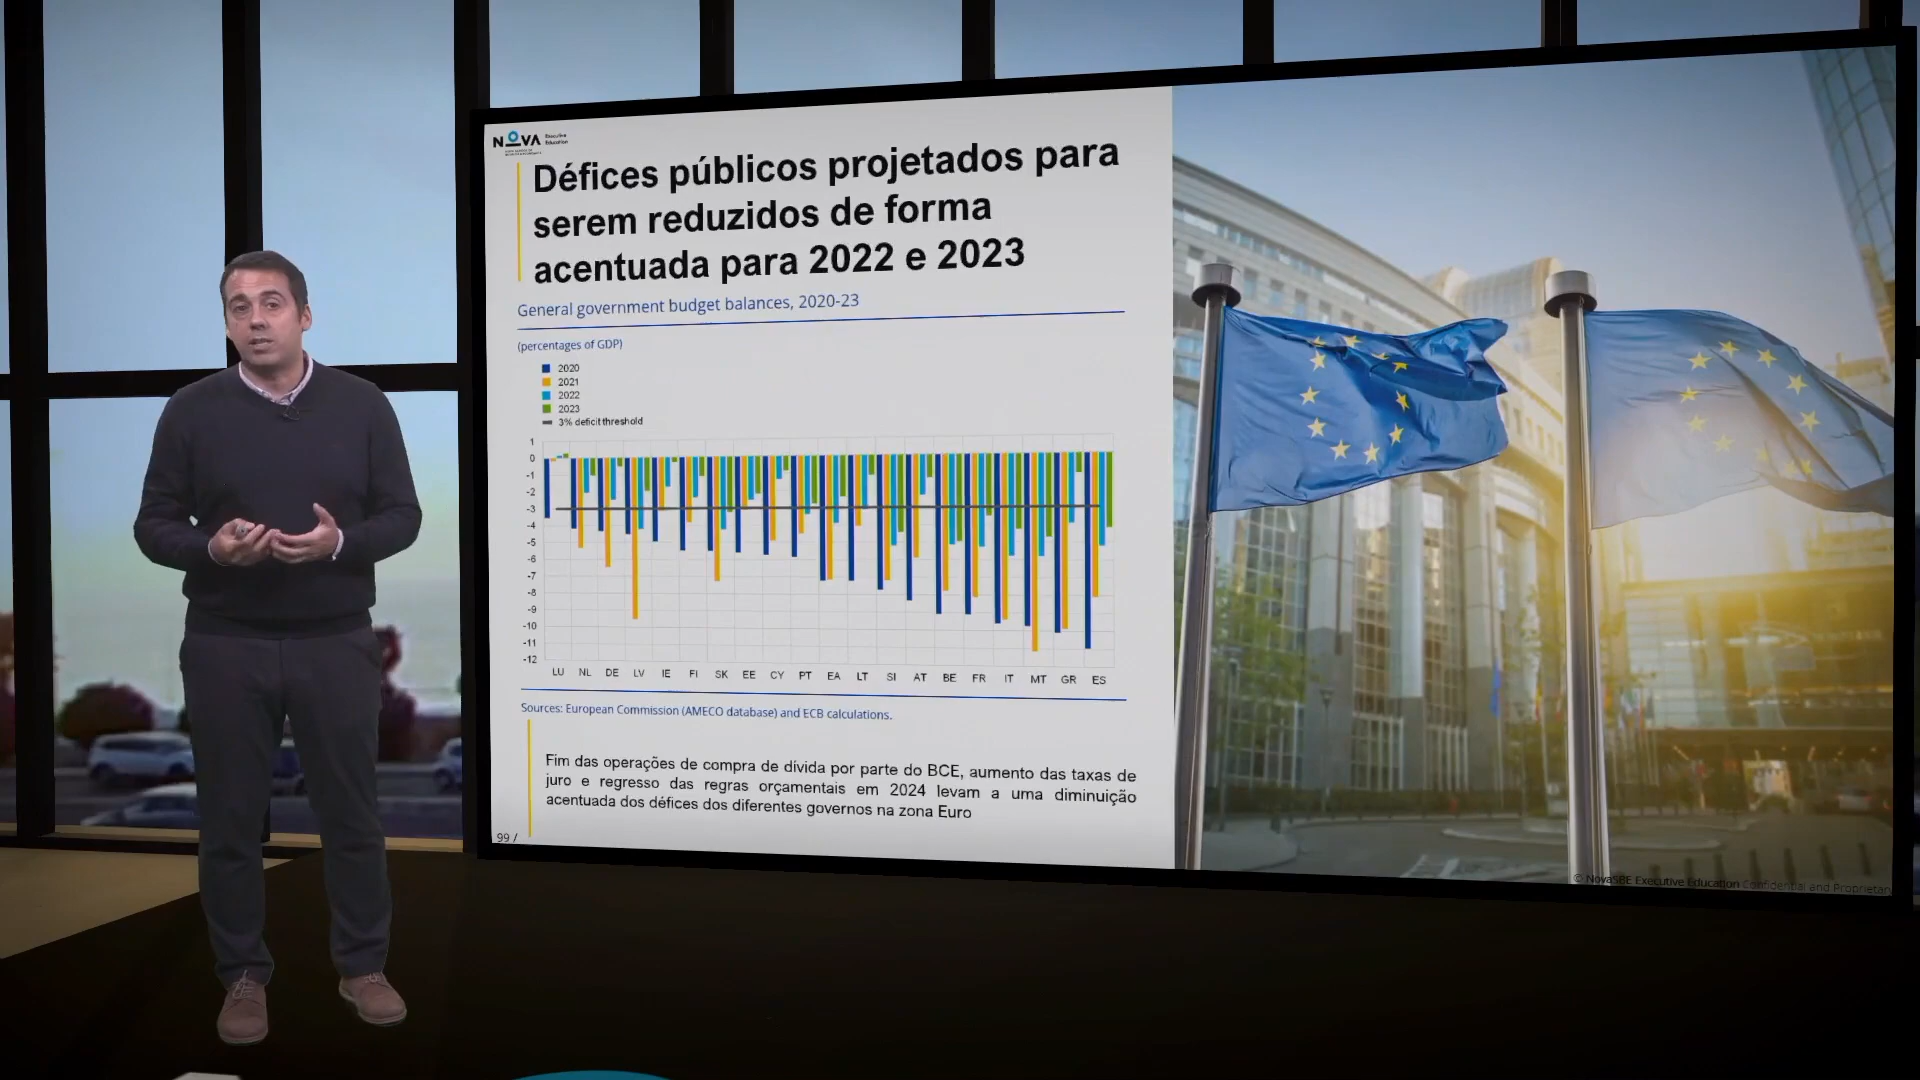 NOVA
Executive
Education
Défices públicos projetados para
serem reduzidos de forma
acentuada para 2022 e 2023
General government budget balances, 2020-23
(percentages of GDP)
2020
2021
2022
2023
3% deficit threshold
1
0
-1
-2
-3
-4
-5
-6
-7
-8
-9
-10
-11
-12
LU NL DE LV IE FI SK EE CY PT EA LT SI AT BE FR IT MT GR ES
Sources: European Commission (AMECO database) and ECB calculations.
Fim das operações de compra de dívida por parte do BCE, aumento das taxas de
juro e regresso das regras orçamentais em 2024 levam a uma diminuição
acentuada dos défices dos diferentes governos na zona Euro
99 /
© NovaSBE Executive Education Confidential and Proprietary